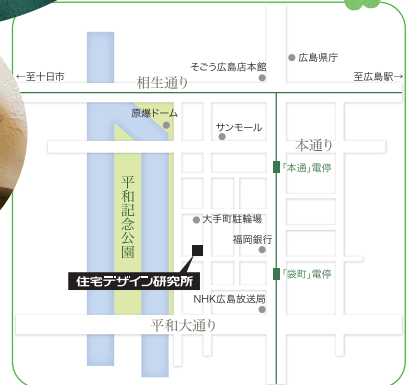 広島県庁
そごう広島店本館
←至十日市
至広島駅→
相生通り
原爆ドーム
サンモール
本通り
「本通」電停
平和記念公園
大手町駐輪場
福岡銀行
住宅デザイン研究所
「袋町」電停
NHK広島放送局
平和大通り